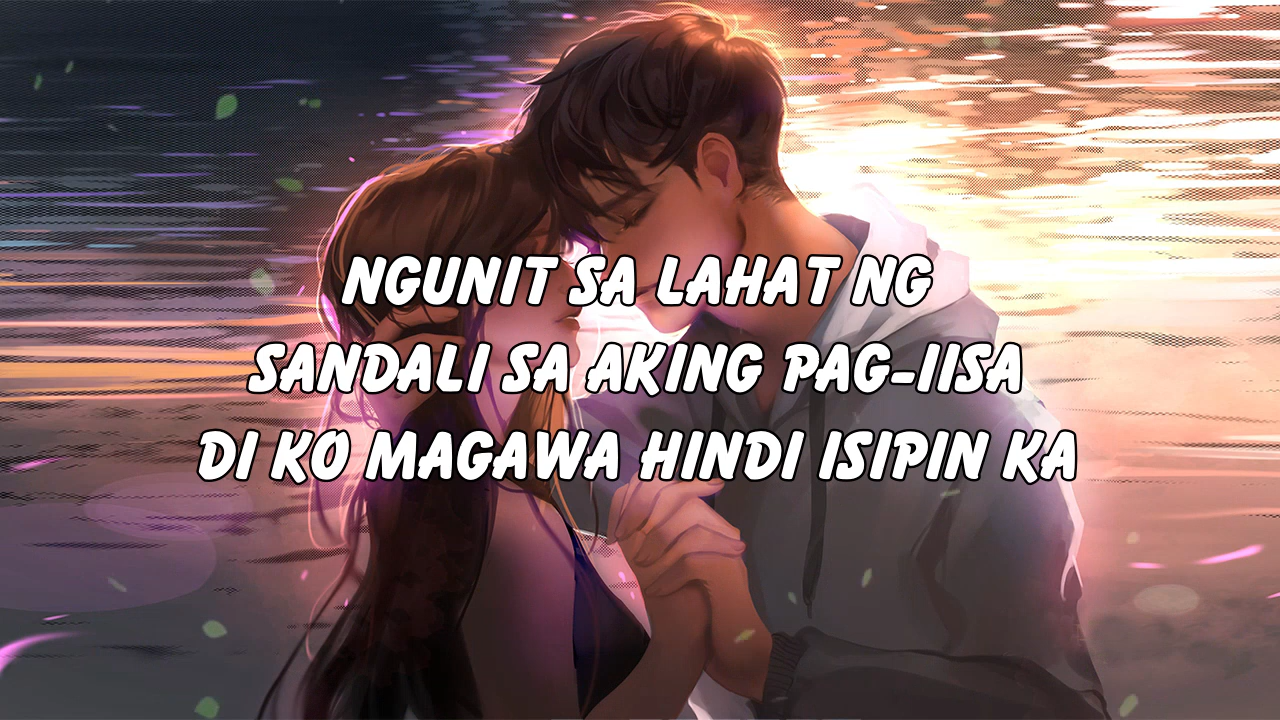 NGUNIT SA LAHAT NG
SANDALI SA AKING PAG-IISA
DI KO MAGAWA HINDI ISIPIN KA